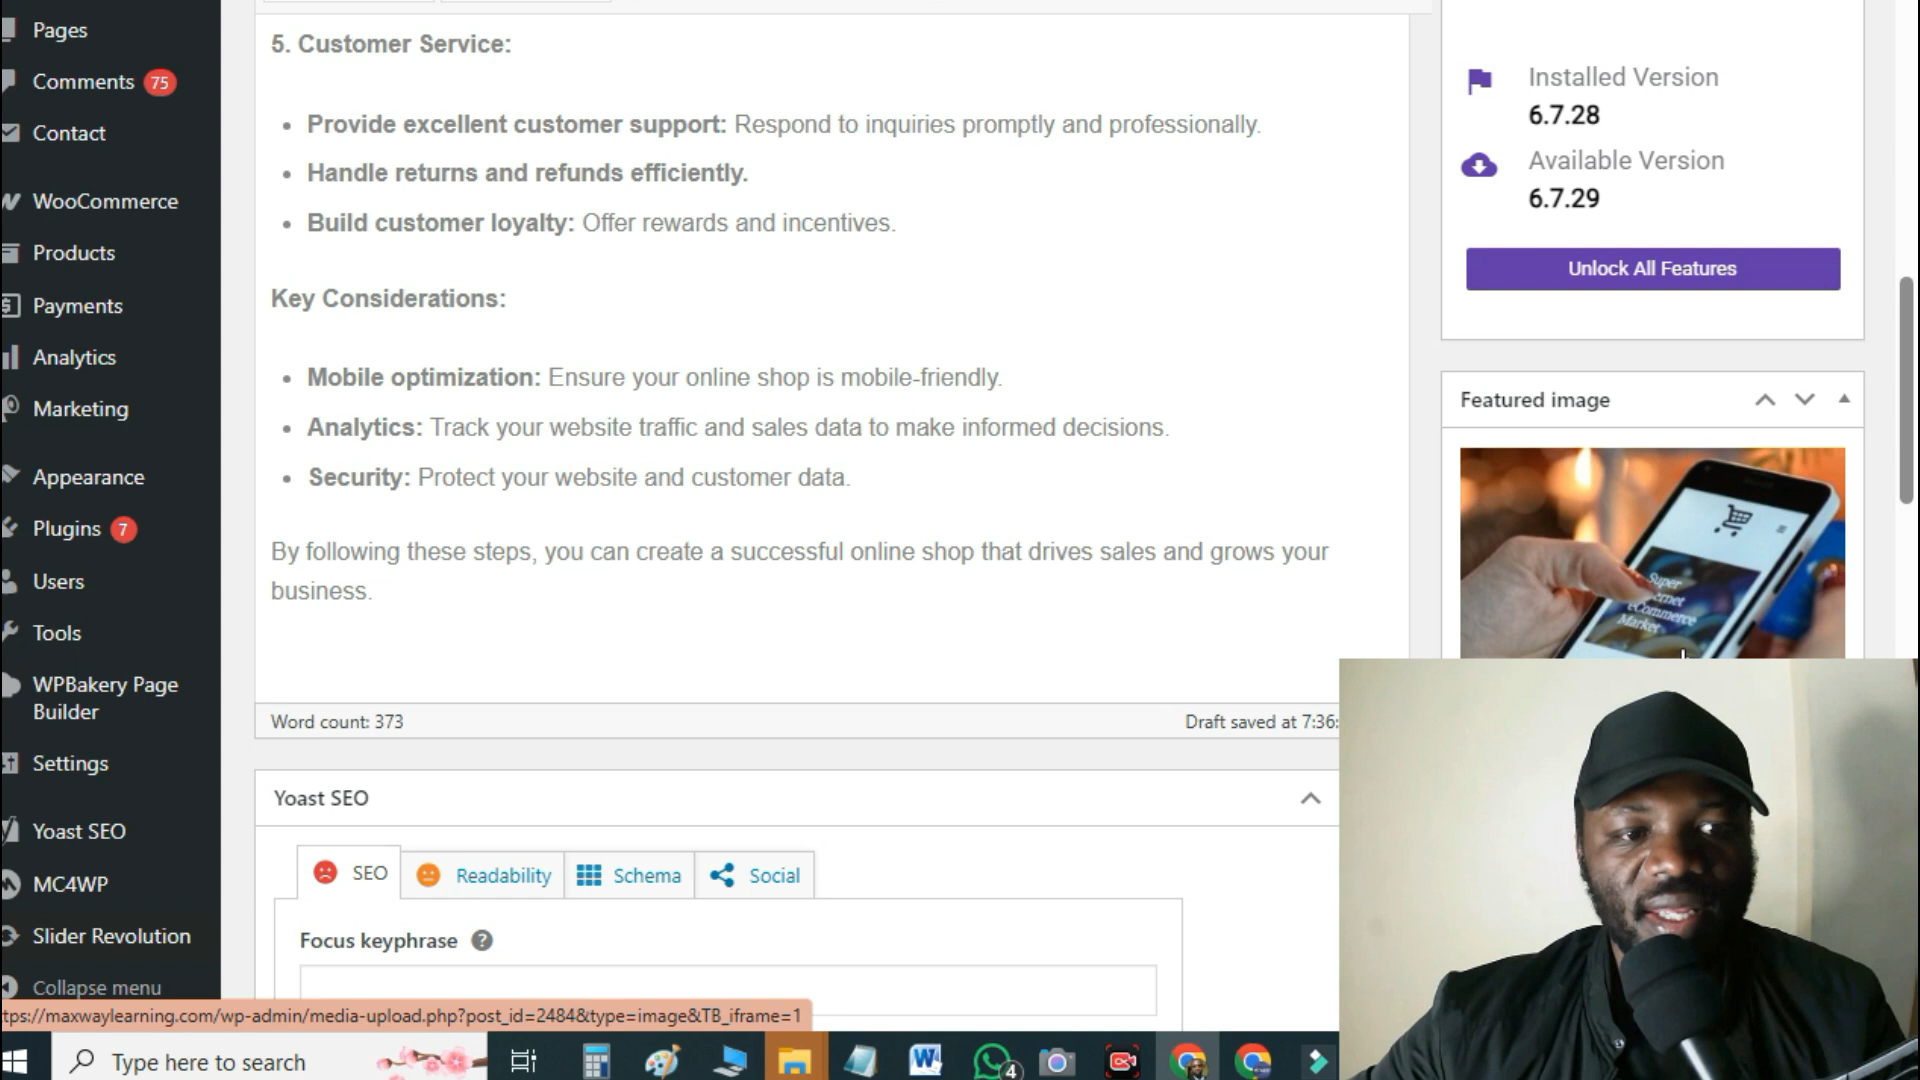 Pages
Comments 75
Contact
WooCommerce
Products
Payments
Analytics
Marketing
Appearance
Plugins 7
Users
Tools
WPBakery Page
Builder
Settings
Yoast SEO
MC4WP
Slider Revolution
Collapse menu
5. Customer Service:
Provide excellent customer support: Respond to inquiries promptly and professionally.
Handle returns and refunds efficiently.
Build customer loyalty: Offer rewards and incentives.
Key Considerations:
Mobile optimization: Ensure your online shop is mobile-friendly.
Analytics: Track your website traffic and sales data to make informed decisions.
Security: Protect your website and customer data.
By following these steps, you can create a successful online shop that drives sales and grows your
business.
Word count: 373
Draft saved at 7:36:
Yoast SEO
SEO
Readability
Schema
Social
Focus keyphrase ?
Installed Version
6.7.28
Available Version
6.7.29
Unlock All Features
Featured image
Super
eCommerce
Market
tps://maxwaylearning.com/wp-admin/media-upload.php?post_id=2484&type=image&TB_iframe=1
Type here to search
4